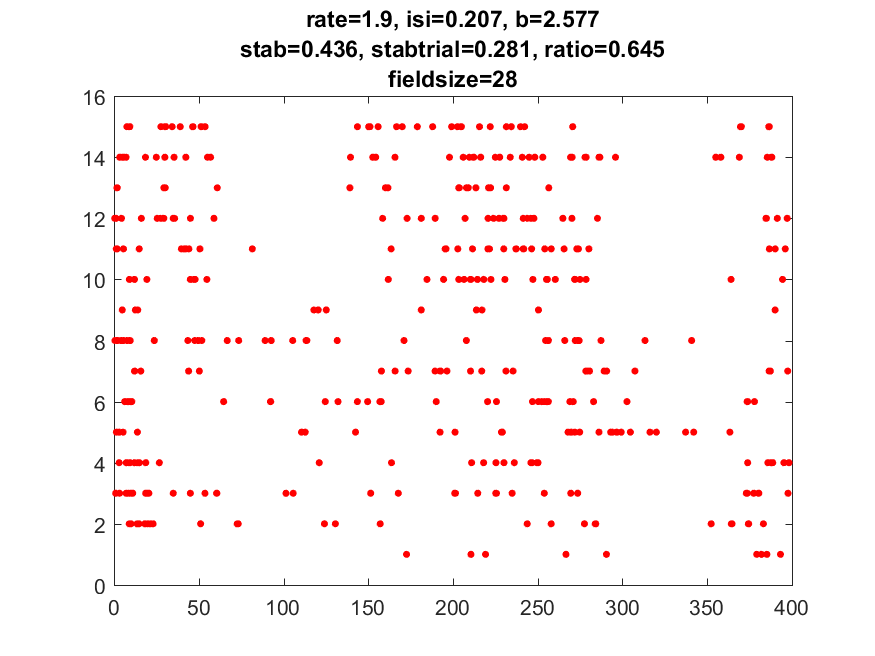 rate=1.9, isi=0.207, b=2.577
stab=0.436, stabtrial=0.281, ratio=0.645
fieldsize=28
16
14
12
10
8
6
4
2
0
0 50 100 150 200 250 300 350 400